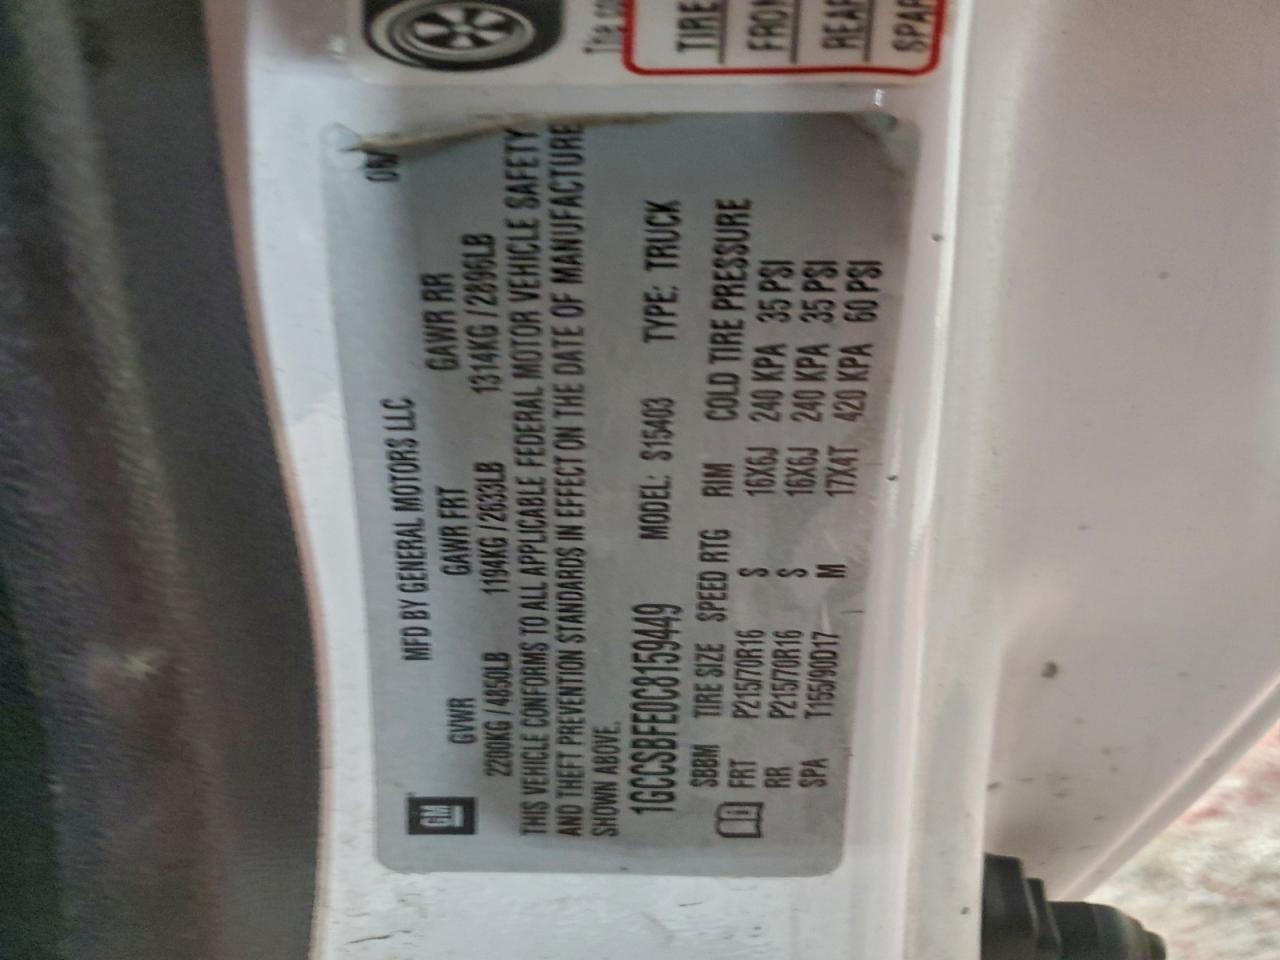 TIRE
FRON
REAR
SPAR
GM
MFD BY GENERAL MOTORS LLC
GVWR GAWR FRT GAWR RR
2200KG / 4850LB 1194KG / 2633LB 1314KG / 2896LB
THIS VEHICLE CONFORMS TO ALL APPLICABLE FEDERAL MOTOR VEHICLE SAFETY
AND THEFT PREVENTION STANDARDS IN EFFECT ON THE DATE OF MANUFACTURE
SHOWN ABOVE.
1GCCSBFE0C8159449 MODEL: S15403 TYPE: TRUCK
SBBM TIRE SIZE SPEED RTG RIM COLD TIRE PRESSURE
FRT P21570R16 S 16X6J 240 KPA 35 PSI
RR P21570R16 S 16X6J 240 KPA 35 PSI
SPA T155/90D17 M 17X4T 420 KPA 60 PSI